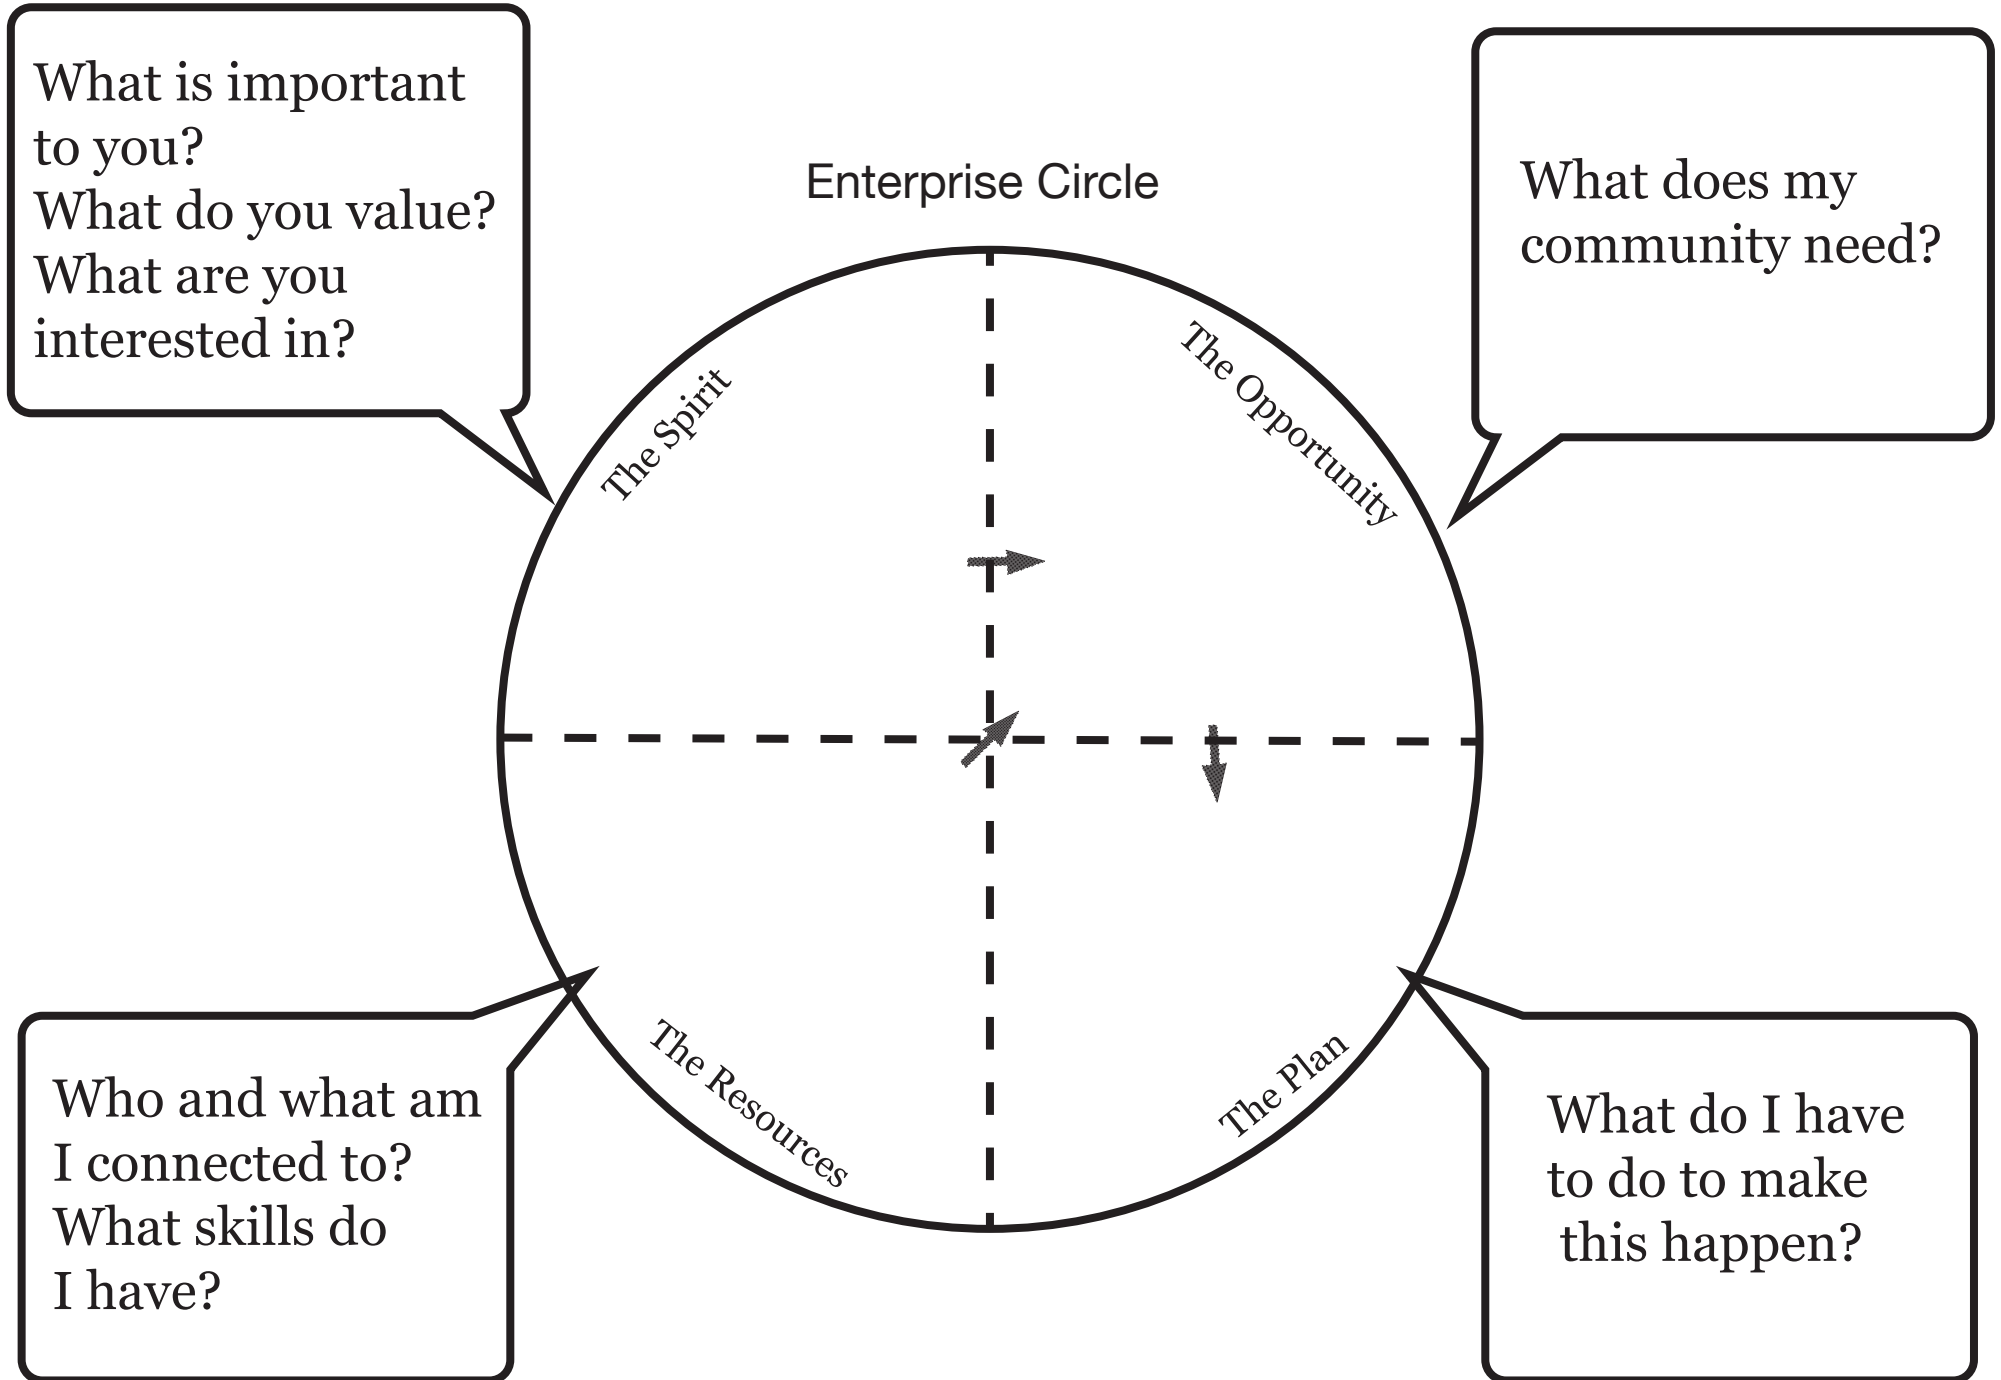 Enterprise Circle
What is important
to you?
What do you value?
What are you
interested in?
What does my
community need?
The Spirit
The Opportunity
The Resources
The Plan
Who and what am
I connected to?
What skills do
I have?
What do I have
to do to make
this happen?